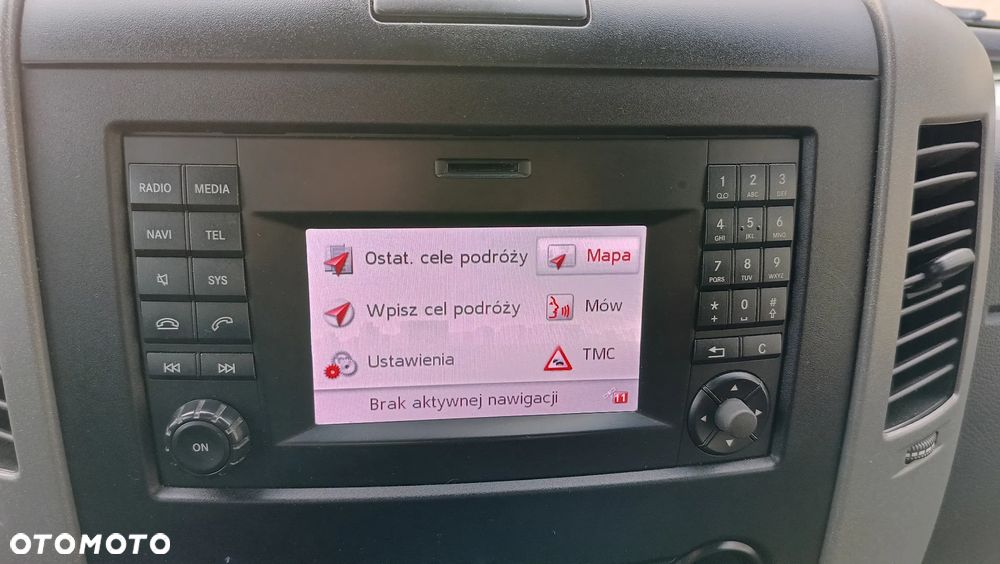 RADIO MEDIA
NAVI TEL
SYS
ON
Ostat. cele podróży Mapa
Wpisz cel podróży Mów
Ustawienia TMC
Brak aktywnej nawigacji 11
1 2 ABC 3 DEF
4 GHI 5 JKL 6 MNO
7 PQRS 8 TUV 9 WXYZ
* + 0 #
C
OTOMOTO